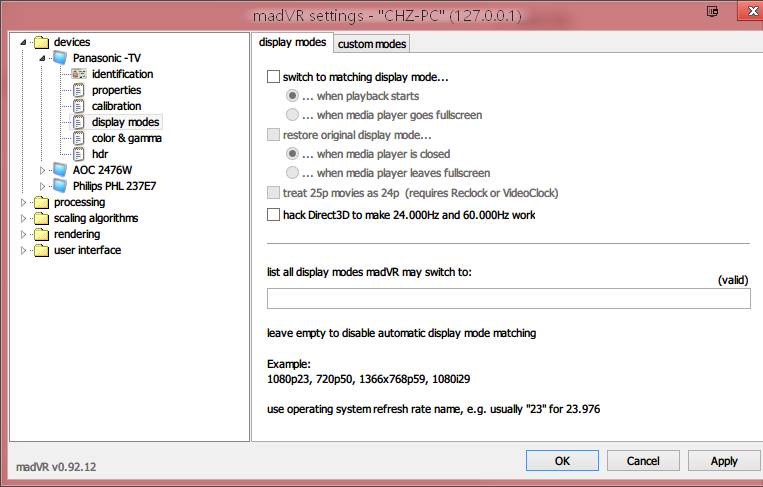 madVR settings - "CHZ-PC" (127.0.0.1)
devices
Panasonic -TV
identification
properties
calibration
display modes
color & gamma
hdr
AOC 2476W
Philips PHL 237E7
processing
scaling algorithms
rendering
user interface
display modes
custom modes
switch to matching display mode...
... when playback starts
... when media player goes fullscreen
restore original display mode...
... when media player is closed
... when media player leaves fullscreen
treat 25p movies as 24p (requires Reclock or VideoClock)
hack Direct3D to make 24.000Hz and 60.000Hz work
list all display modes madVR may switch to:
(valid)
leave empty to disable automatic display mode matching
Example:
1080p23, 720p50, 1366x768p59, 1080i29
use operating system refresh rate name, e.g. usually "23" for 23.976
madVR v0.92.12
OK
Cancel
Apply